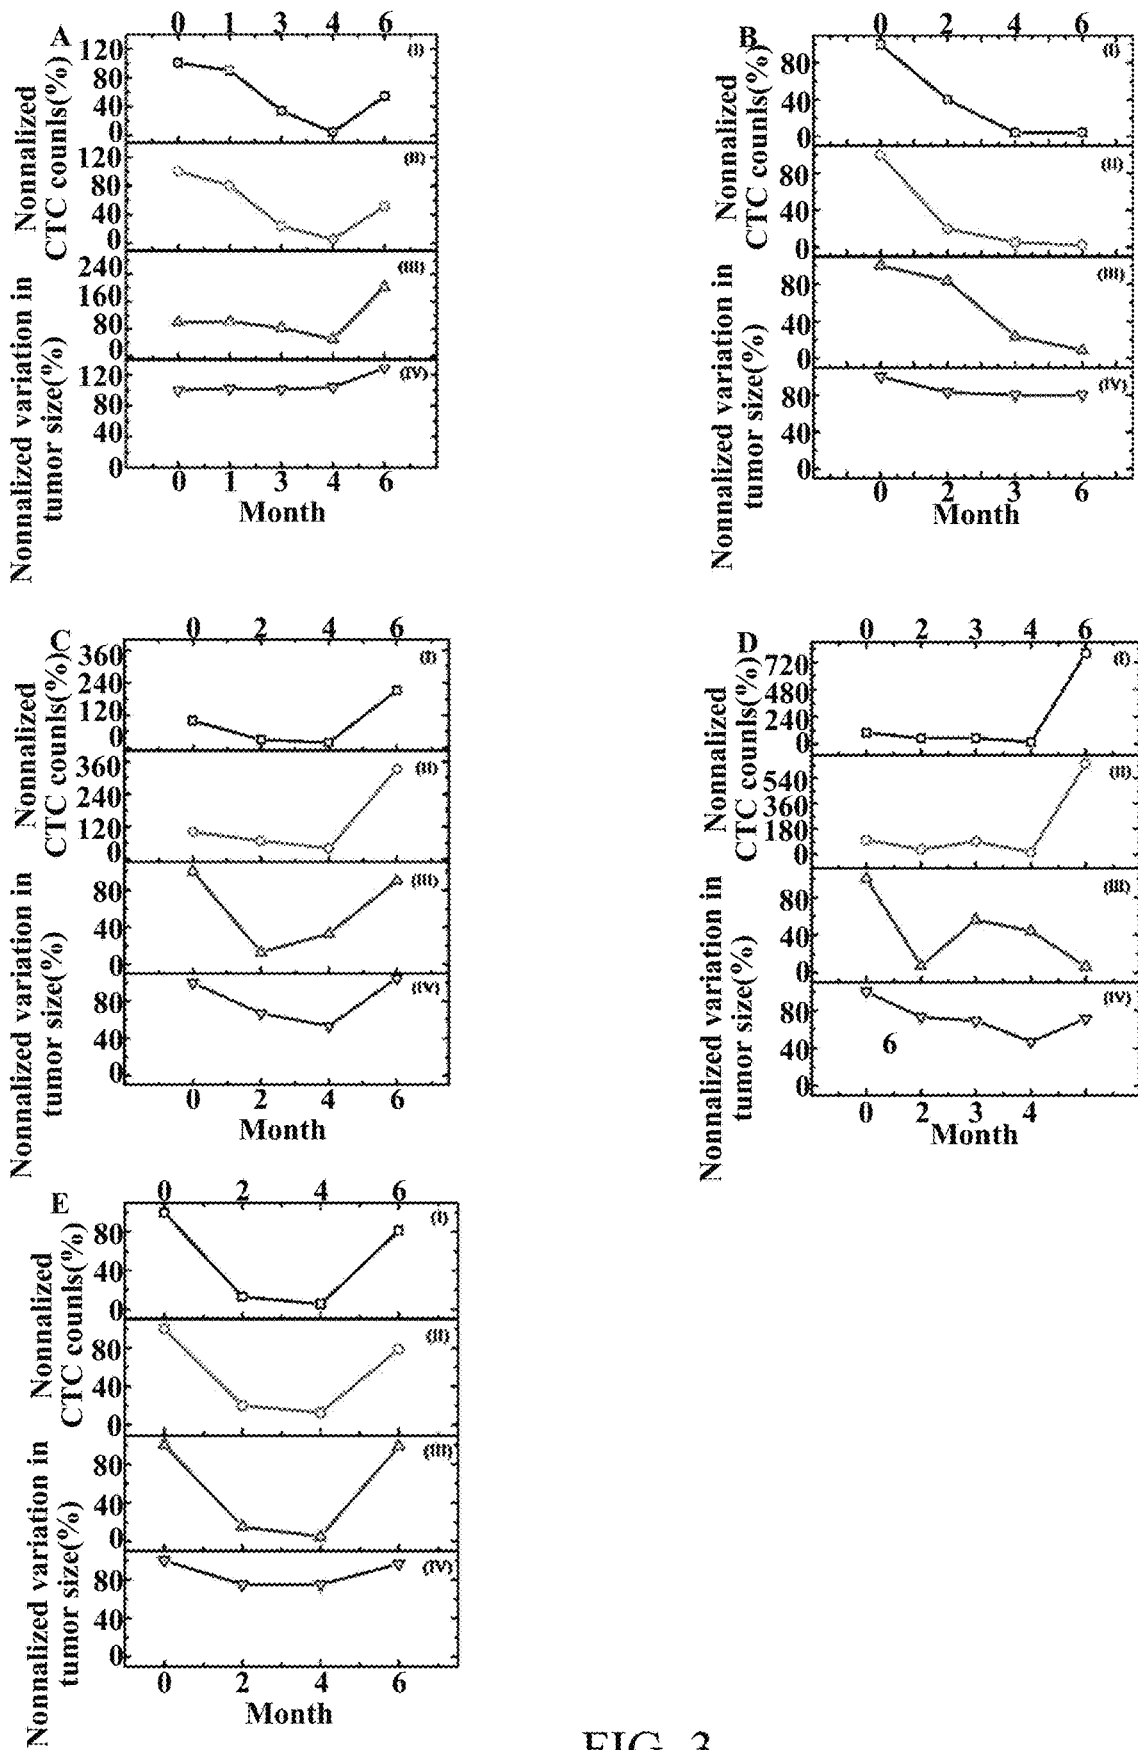 A
0 1 3 4 6
(I)
120
80
40
0
(II)
120
80
40
0
(III)
240
160
80
0
(IV)
120
80
40
0
0 1 3 4 6
Month
Nonnalized
CTC counls(%)
Nonnalized variation in
tumor size(%)
B
0 2 4 6
(I)
80
40
0
(II)
80
40
0
(III)
80
40
0
(IV)
80
40
0
0 2 3 6
Month
Nonnalized
CTC counls(%)
Nonnalized variation in
tumor size(%)
C
0 2 4 6
(I)
360
240
120
0
(II)
360
240
120
0
(III)
80
40
0
(IV)
80
40
0
0 2 4 6
Month
Nonnalized
CTC counls(%)
Nonnalized variation in
tumor size(%)
D
0 2 3 4 6
(I)
720
480
240
0
(II)
540
360
180
0
(III)
80
40
0
(IV)
80
6
40
0
0 2 3 4
Month
Nonnalized
CTC counls(%)
Nonnalized variation in
tumor size(%)
E
0 2 4 6
(I)
80
40
0
(II)
80
40
0
(III)
80
40
0
(IV)
80
40
0
0 2 4 6
Month
Nonnalized
CTC counls(%)
Nonnalized variation in
tumor size(%)
FIG. 3